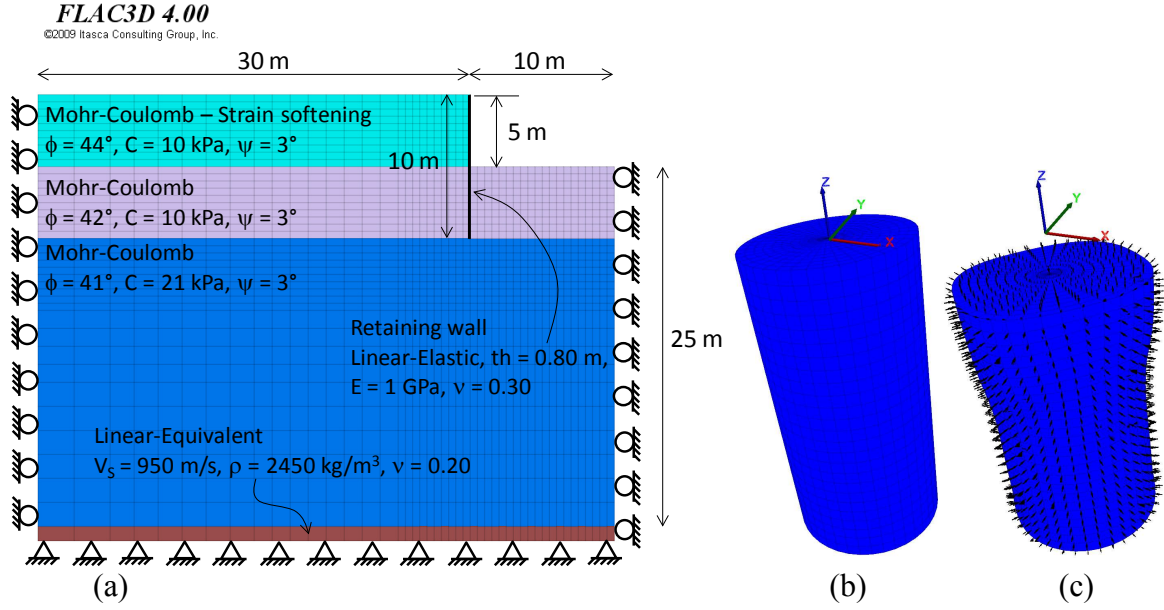 FLAC3D 4.00
©2009 Itasca Consulting Group, Inc.
30 m
10 m
Mohr-Coulomb – Strain softening
ϕ = 44°, C = 10 kPa, ψ = 3°
5 m
10 m
Mohr-Coulomb
ϕ = 42°, C = 10 kPa, ψ = 3°
Mohr-Coulomb
ϕ = 41°, C = 21 kPa, ψ = 3°
Retaining wall
Linear-Elastic, th = 0.80 m,
E = 1 GPa, ν = 0.30
25 m
Linear-Equivalent
VS = 950 m/s, ρ = 2450 kg/m³, ν = 0.20
Z
Y
X
Z
Y
X
(a)
(b)
(c)